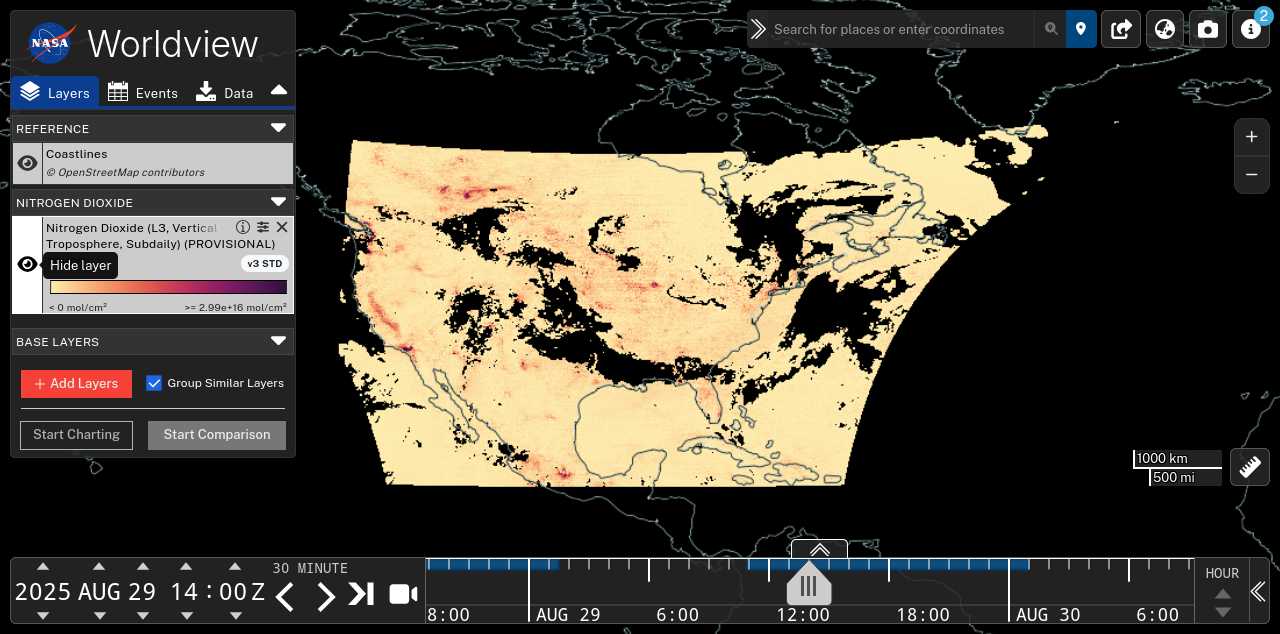 NASA
Worldview
Search for places or enter coordinates
2
Layers
Events
Data
REFERENCE
Coastlines
© OpenStreetMap contributors
NITROGEN DIOXIDE
Nitrogen Dioxide (L3, Vertical
Troposphere, Subdaily) (PROVISIONAL)
Hide layer
v3 STD
< 0 mol/cm²
>= 2.99e+16 mol/cm²
BASE LAYERS
+ Add Layers
Group Similar Layers
Start Charting
Start Comparison
+
−
1000 km
500 mi
2025 AUG 29 14 : 00 Z
30 MINUTE
8:00
AUG 29
6:00
12:00
18:00
AUG 30
6:00
HOUR